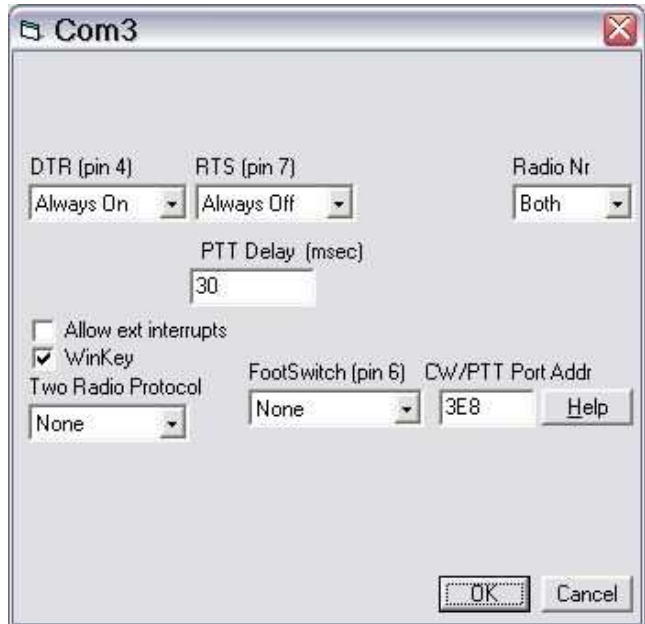 Com3
DTR (pin 4) RTS (pin 7) Radio Nr
Always On Always Off Both
PTT Delay (msec)
30
Allow ext interrupts
WinKey
Two Radio Protocol FootSwitch (pin 6) CW/PTT Port Addr
None None 3E8 Help
OK Cancel